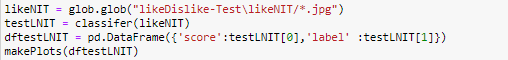 likeNIT = glob.glob("likeDislike-Test\likeNIT/*.jpg")
testLNIT = classifer(likeNIT)
dftestLNIT = pd.DataFrame({'score':testLNIT[0],'label' :testLNIT[1]})
makePlots(dftestLNIT)